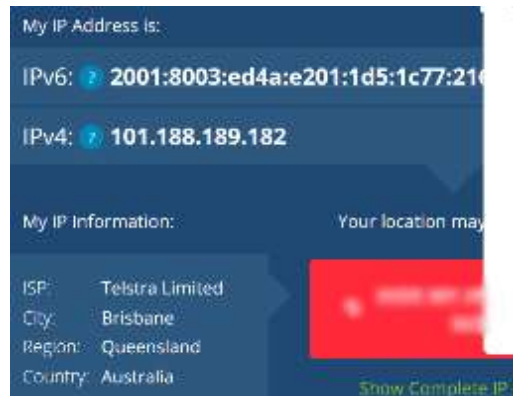 My IP Address is:
IPv6: ? 2001:8003:ed4a:e201:1d5:1c77:21
IPv4: ? 101.188.189.182
My IP Information:
Your location may
ISP: Telstra Limited
City: Brisbane
Region: Queensland
Country: Australia
Show Complete IP